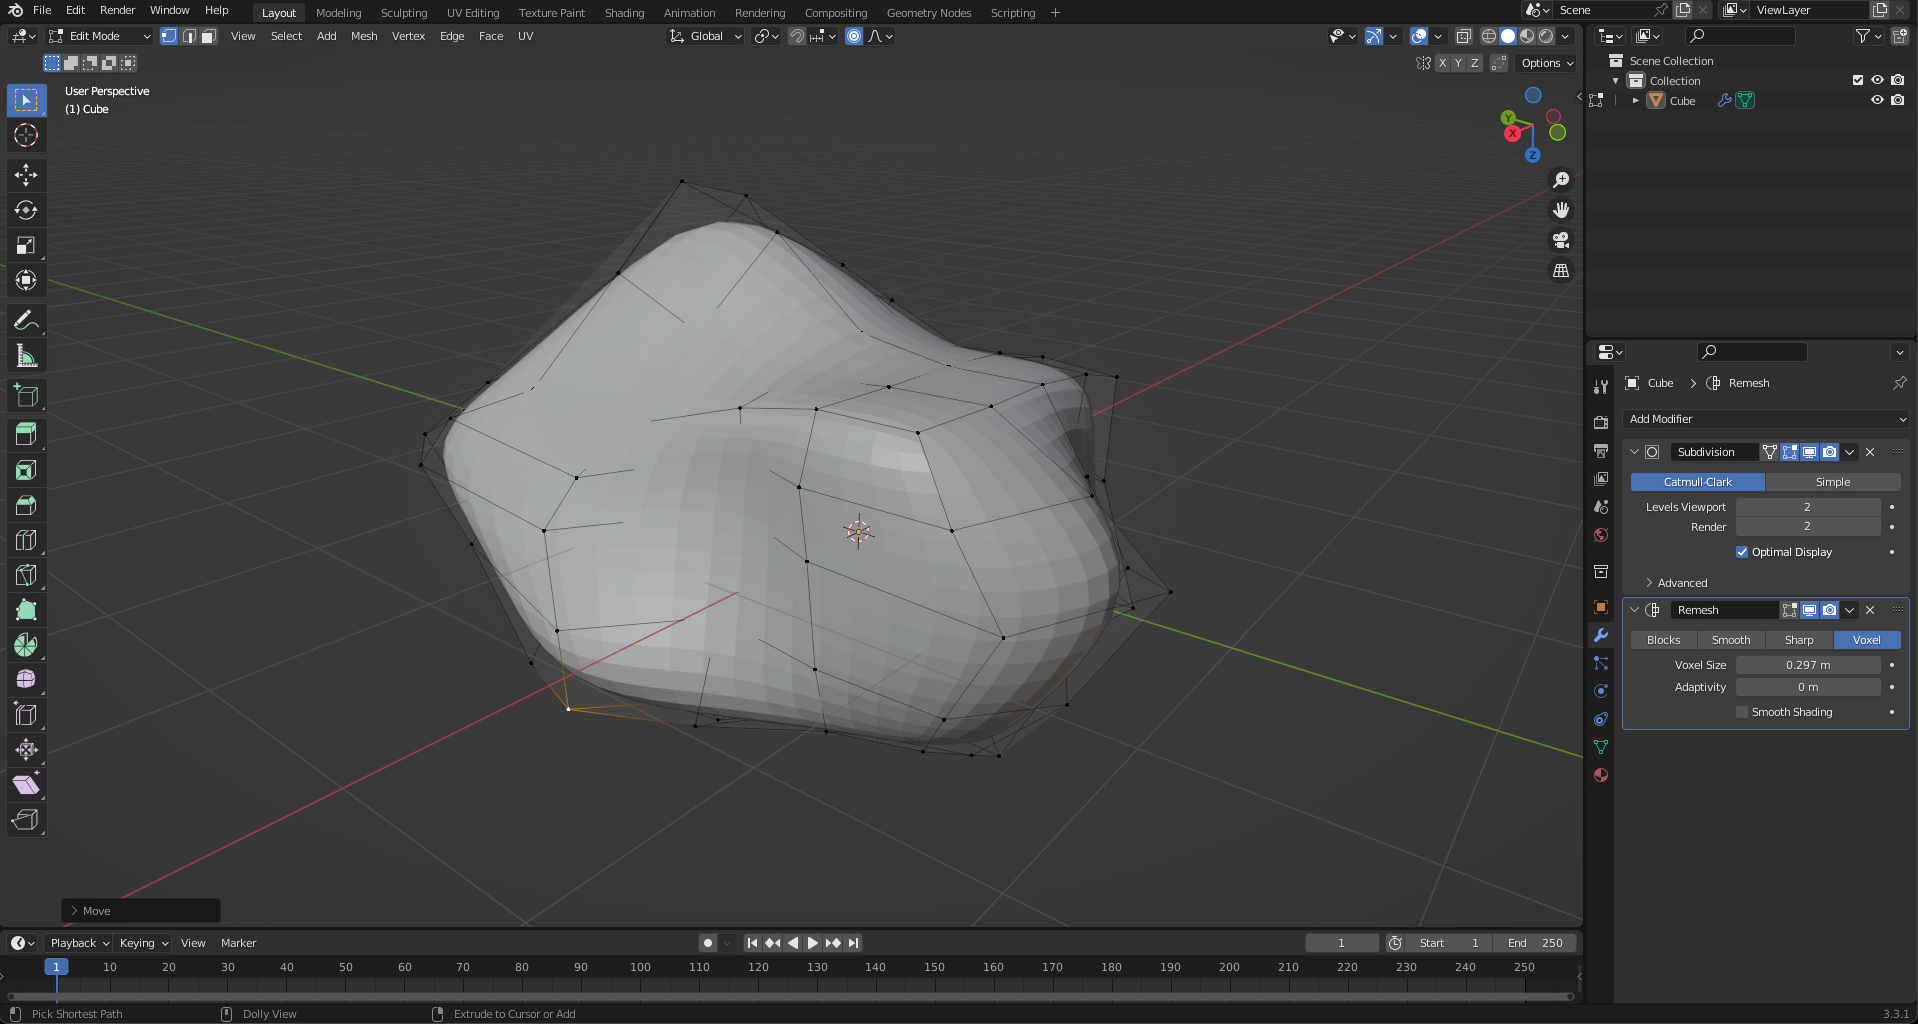 File Edit Render Window Help Layout Modeling Sculpting UV Editing Texture Paint Shading Animation Rendering Compositing Geometry Nodes Scripting + Scene ViewLayer
Edit Mode View Select Add Mesh Vertex Edge Face UV Global
X Y Z Options
User Perspective
(1) Cube
Y
X
Z
Move
Scene Collection
Collection
Cube
Cube > Remesh
Add Modifier
Subdivision
Catmull-Clark Simple
Levels Viewport 2
Render 2
Optimal Display
Advanced
Remesh
Blocks Smooth Sharp Voxel
Voxel Size 0.297 m
Adaptivity 0 m
Smooth Shading
Playback Keying View Marker 1 Start 1 End 250
1 10 20 30 40 50 60 70 80 90 100 110 120 130 140 150 160 170 180 190 200 210 220 230 240 250
Pick Shortest Path Dolly View Extrude to Cursor or Add 3.3.1